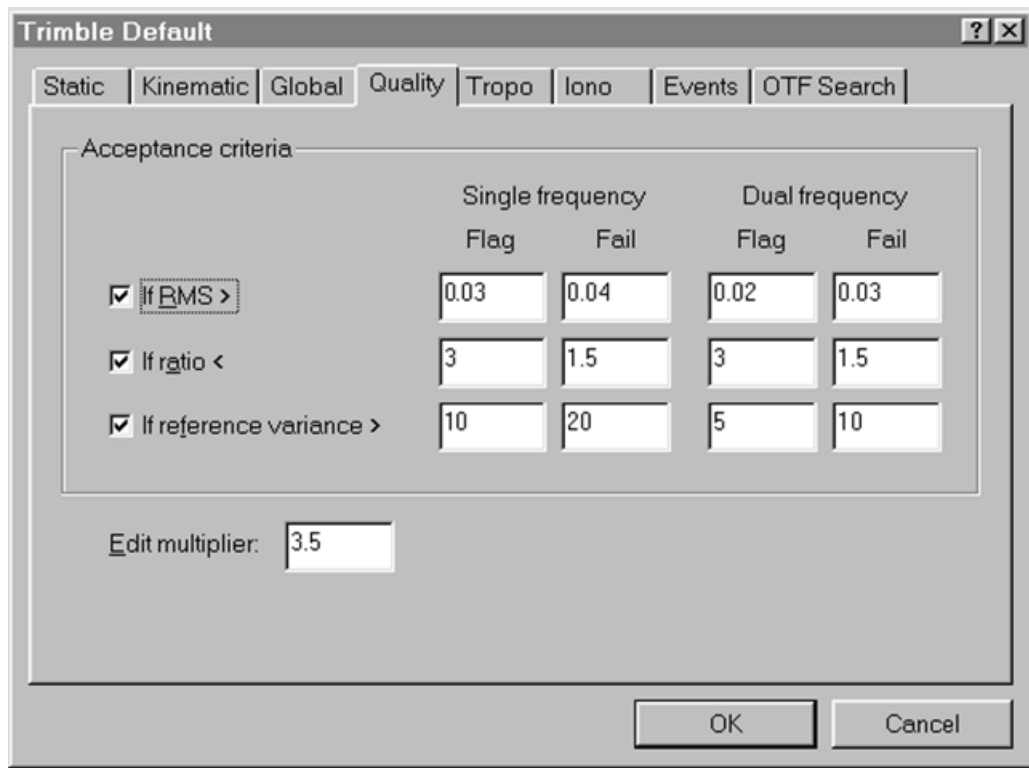 Trimble Default
Static Kinematic Global Quality Tropo Iono Events OTF Search
Acceptance criteria
Single frequency Dual frequency
Flag Fail Flag Fail
If RMS > 0.03 0.04 0.02 0.03
If ratio < 3 1.5 3 1.5
If reference variance > 10 20 5 10
Edit multiplier: 3.5
OK Cancel